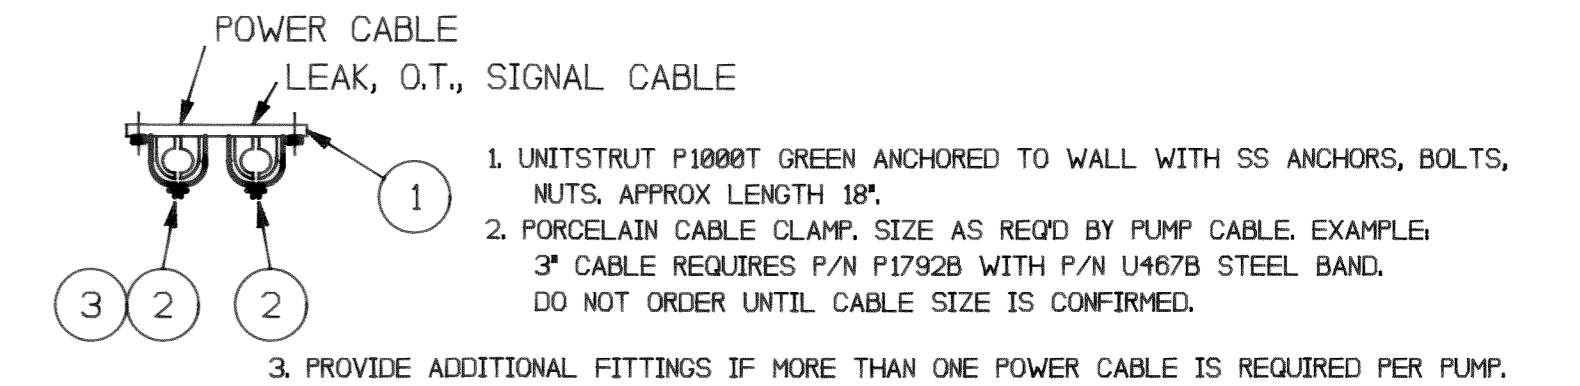 POWER CABLE
LEAK, O.T., SIGNAL CABLE
1
3 2 2
1. UNITSTRUT P1000T GREEN ANCHORED TO WALL WITH SS ANCHORS, BOLTS,
NUTS. APPROX LENGTH 18".
2. PORCELAIN CABLE CLAMP. SIZE AS REQ'D BY PUMP CABLE. EXAMPLE:
3" CABLE REQUIRES P/N P1792B WITH P/N U467B STEEL BAND.
DO NOT ORDER UNTIL CABLE SIZE IS CONFIRMED.
3. PROVIDE ADDITIONAL FITTINGS IF MORE THAN ONE POWER CABLE IS REQUIRED PER PUMP.